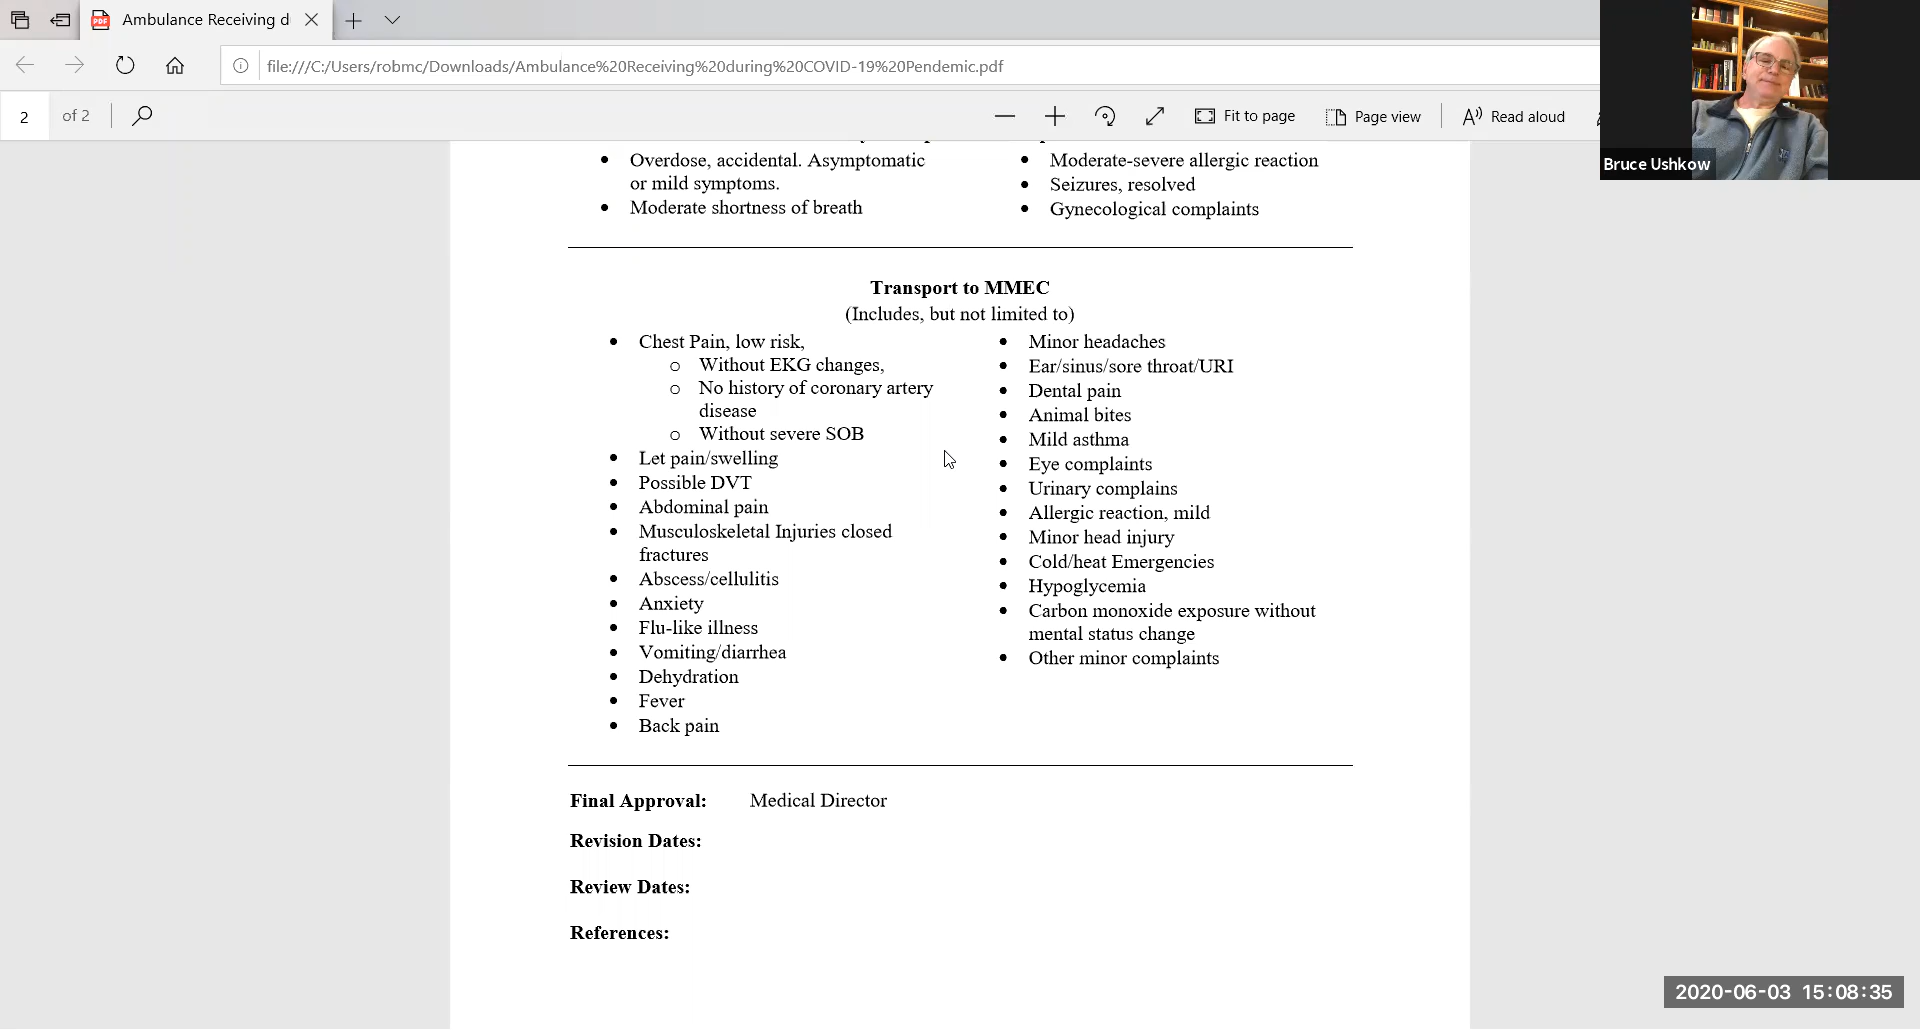 Ambulance Receiving d
file:///C:/Users/robmc/Downloads/Ambulance%20Receiving%20during%20COVID-19%20Pendemic.pdf
2 of 2
Fit to page
Page view
Read aloud
Bruce Ushkow
• Overdose, accidental. Asymptomatic
or mild symptoms.
• Moderate shortness of breath
• Moderate-severe allergic reaction
• Seizures, resolved
• Gynecological complaints
Transport to MMEC
(Includes, but not limited to)
• Chest Pain, low risk,
o Without EKG changes,
o No history of coronary artery
disease
o Without severe SOB
• Let pain/swelling
• Possible DVT
• Abdominal pain
• Musculoskeletal Injuries closed
fractures
• Abscess/cellulitis
• Anxiety
• Flu-like illness
• Vomiting/diarrhea
• Dehydration
• Fever
• Back pain
• Minor headaches
• Ear/sinus/sore throat/URI
• Dental pain
• Animal bites
• Mild asthma
• Eye complaints
• Urinary complains
• Allergic reaction, mild
• Minor head injury
• Cold/heat Emergencies
• Hypoglycemia
• Carbon monoxide exposure without
mental status change
• Other minor complaints
Final Approval: Medical Director
Revision Dates:
Review Dates:
References:
2020-06-03 15:08:35